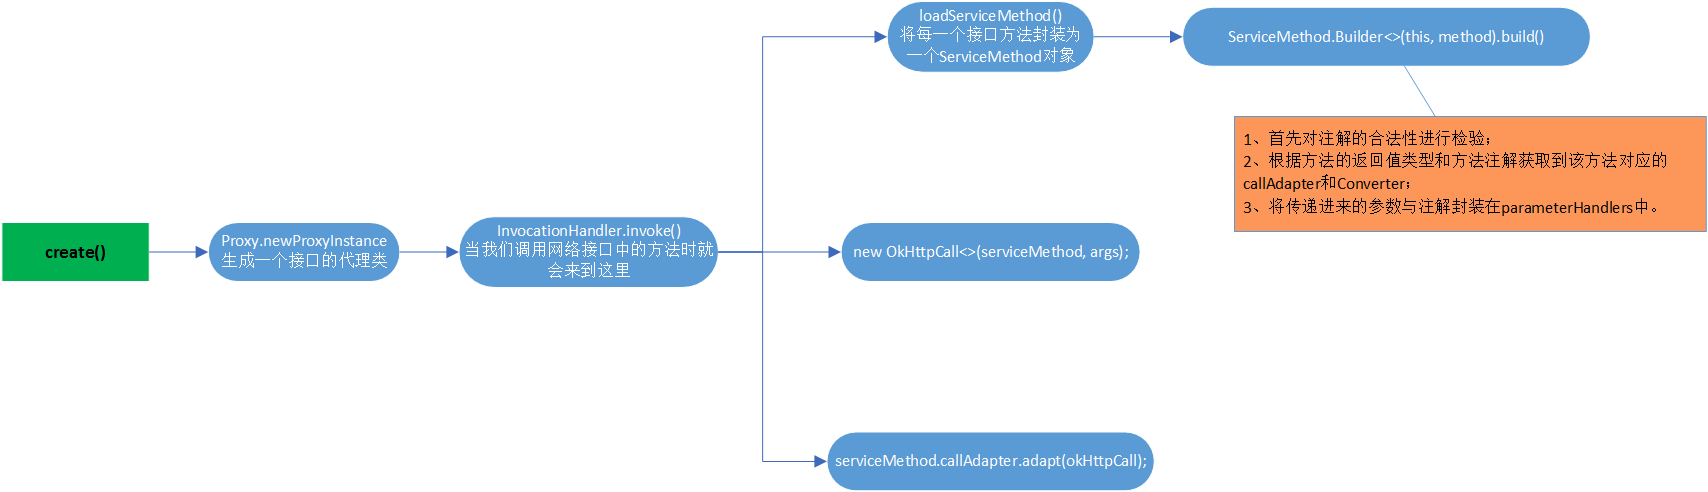 create()
Proxy.newProxyInstance
生成一个接口的代理类
InvocationHandler.invoke()
当我们调用网络接口中的方法时就
会来到这里
loadServiceMethod()
将每一个接口方法封装为
一个ServiceMethod对象
ServiceMethod.Builder<>(this, method).build()
1、首先对注解的合法性进行检验；
2、根据方法的返回值类型和方法注解获取到该方法对应的
callAdapter和Converter；
3、将传递进来的参数与注解封装在parameterHandlers中。
new OkHttpCall<>(serviceMethod, args);
serviceMethod.callAdapter.adapt(okHttpCall);